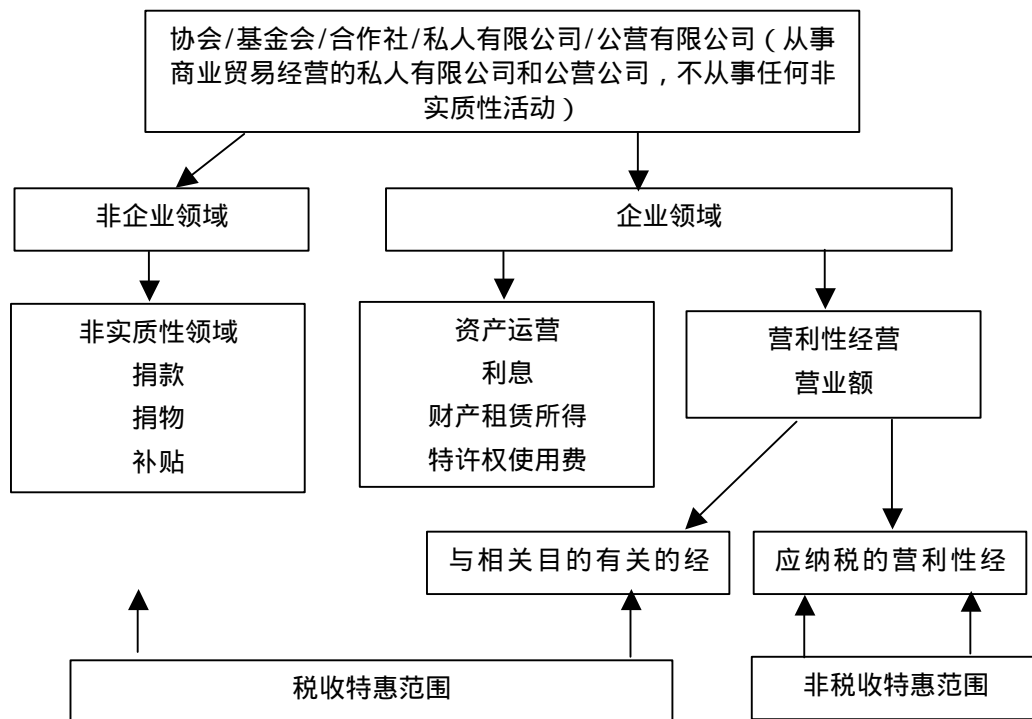 协会/基金会/合作社/私人有限公司/公营有限公司（从事
商业贸易经营的私人有限公司和公营公司，不从事任何非
实质性活动）
非企业领域
企业领域
非实质性领域
捐款
捐物
补贴
资产运营
利息
财产租赁所得
特许权使用费
营利性经营
营业额
与相关目的有关的经
应纳税的营利性经
税收特惠范围
非税收特惠范围